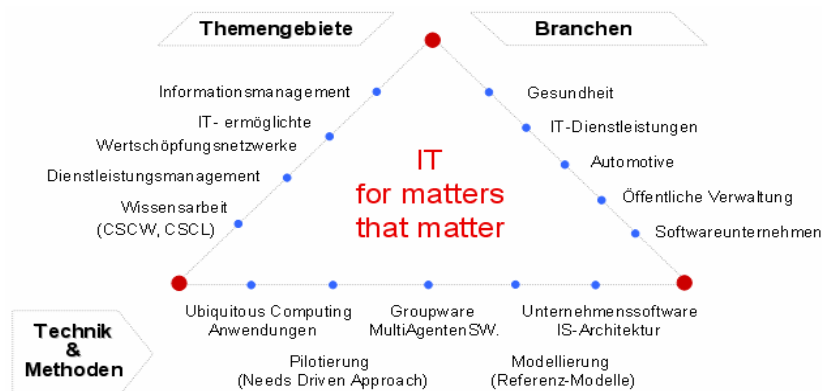 Themengebiete
Branchen
Informationsmanagement
IT- ermöglichte
Wertschöpfungsnetzwerke
Dienstleistungsmanagement
Wissensarbeit
(CSCW, CSCL)
IT
for matters
that matter
Gesundheit
IT-Dienstleistungen
Automotive
Öffentliche Verwaltung
Softwareunternehmen
Technik
&
Methoden
Ubiquitous Computing
Anwendungen
Groupware
MultiAgentenSW.
Unternehmenssoftware
IS-Architektur
Pilotierung
(Needs Driven Approach)
Modellierung
(Referenz-Modelle)